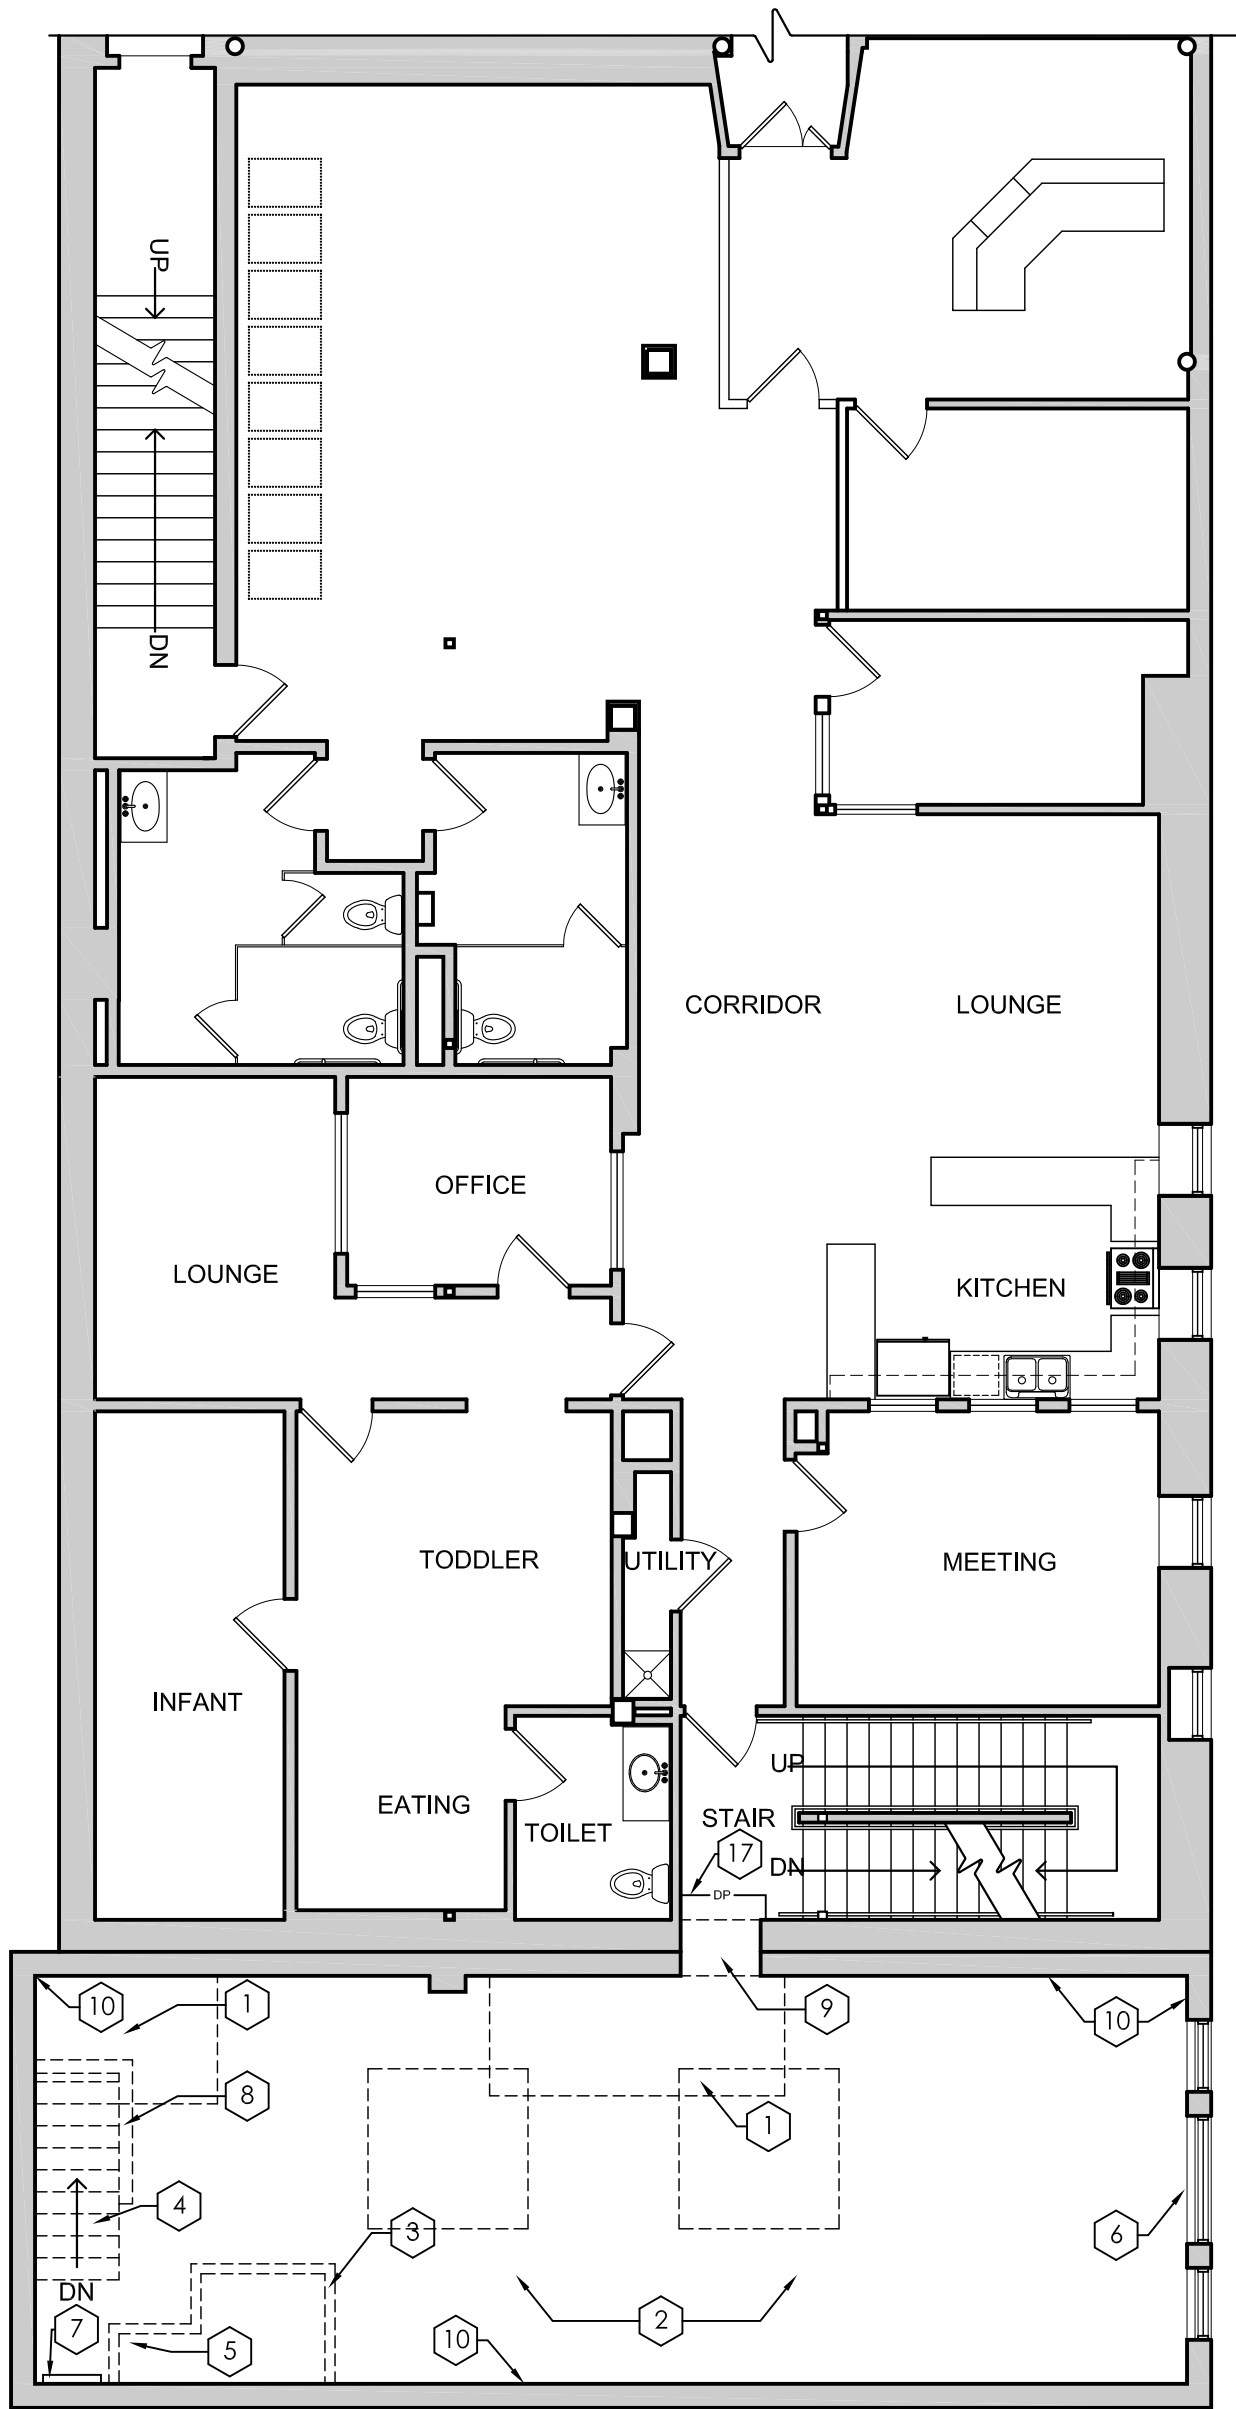 UP
DN
CORRIDOR
LOUNGE
OFFICE
LOUNGE
KITCHEN
TODDLER
UTILITY
MEETING
INFANT
UP
EATING
STAIR
TOILET
17
DN
DP
10
1
9
10
8
1
4
3
6
DN
7
5
10
2